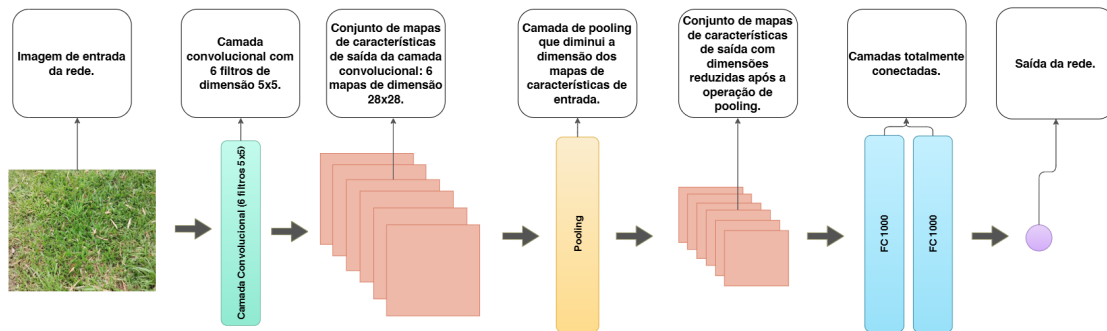 Imagem de entrada
da rede.
Camada
convolucional com
6 filtros de
dimensão 5x5.
Conjunto de mapas
de características
de saída da camada
convolucional: 6
mapas de dimensão
28x28.
Camada de pooling
que diminui a
dimensão dos
mapas de
características de
entrada.
Conjunto de mapas
de características
de saída com
dimensões
reduzidas após a
operação de
pooling.
Camadas totalmente
conectadas.
Saída da rede.
Camada Convolucional (6 filtros 5x5)
Pooling
FC 1000
FC 1000